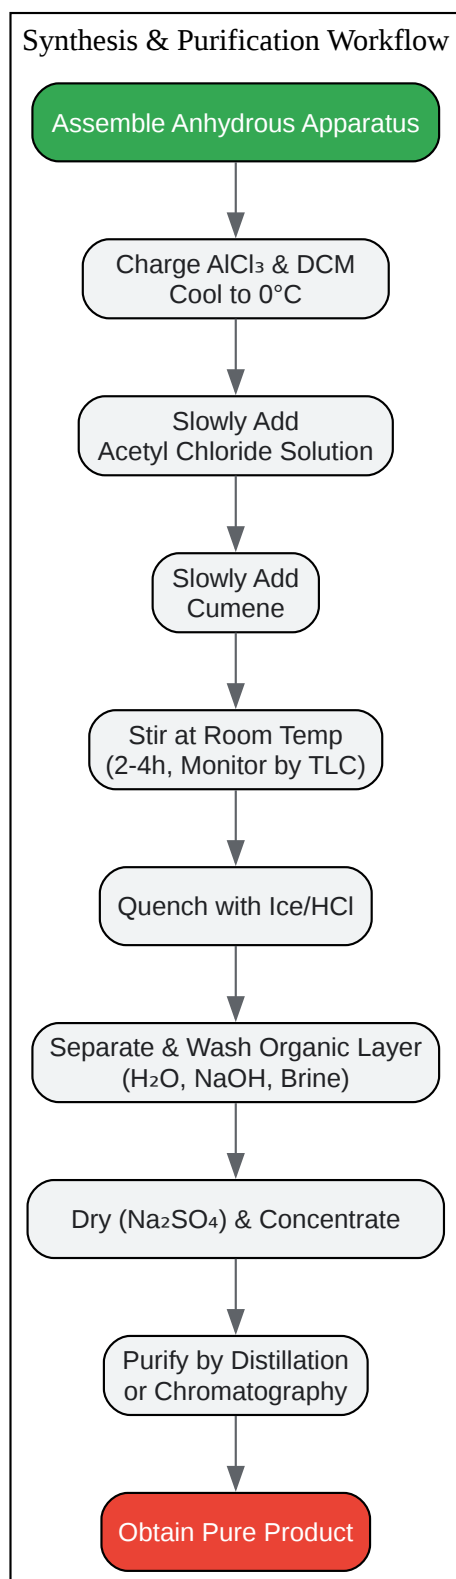 Synthesis & Purification Workflow
Assemble Anhydrous Apparatus
Charge AlCl₃ & DCM
Cool to 0°C
Slowly Add
Acetyl Chloride Solution
Slowly Add
Cumene
Stir at Room Temp
(2-4h, Monitor by TLC)
Quench with Ice/HCl
Separate & Wash Organic Layer
(H₂O, NaOH, Brine)
Dry (Na₂SO₄) & Concentrate
Purify by Distillation
or Chromatography
Obtain Pure Product